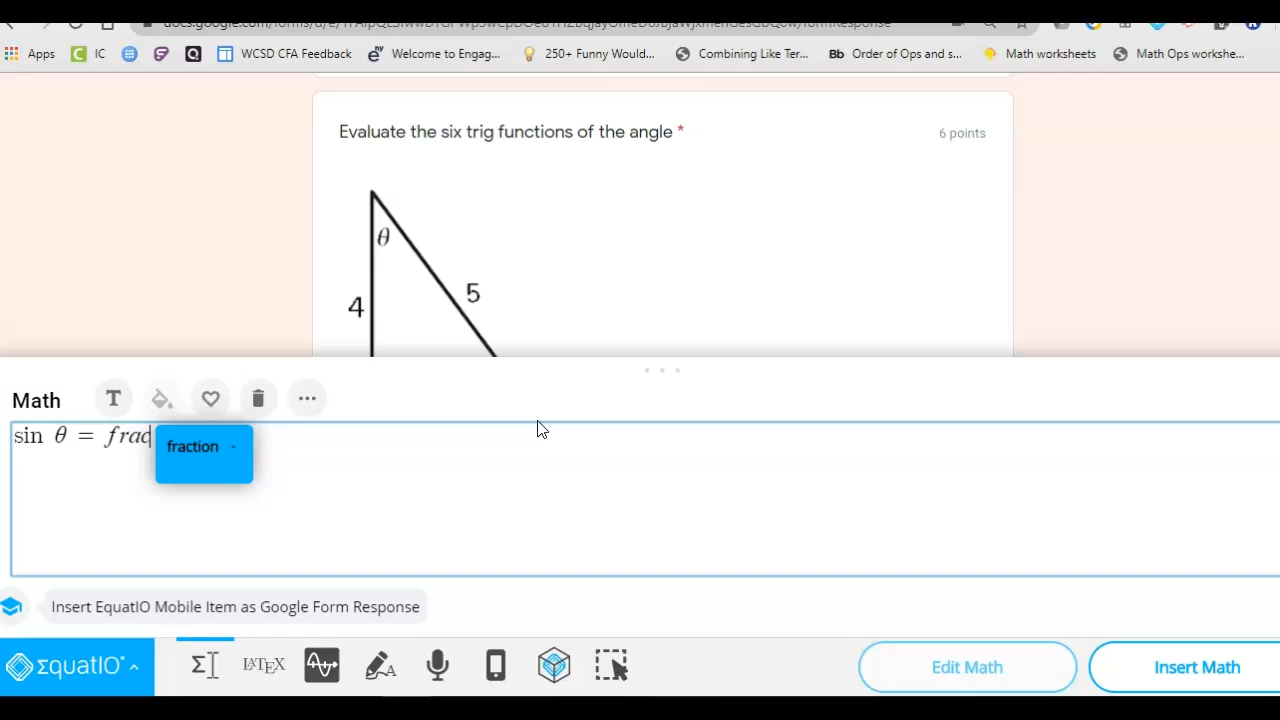 Apps IC WCSD CFA Feedback Welcome to Engag... 250+ Funny Would... Combining Like Ter... Bb Order of Ops and s... Math worksheets Math Ops workshe...
Evaluate the six trig functions of the angle * 6 points
θ
5
4
Math T ...
sin θ = frac
fraction -
Insert EquatIO Mobile Item as Google Form Response
ΣquatIO Σ LATEX A Edit Math Insert Math